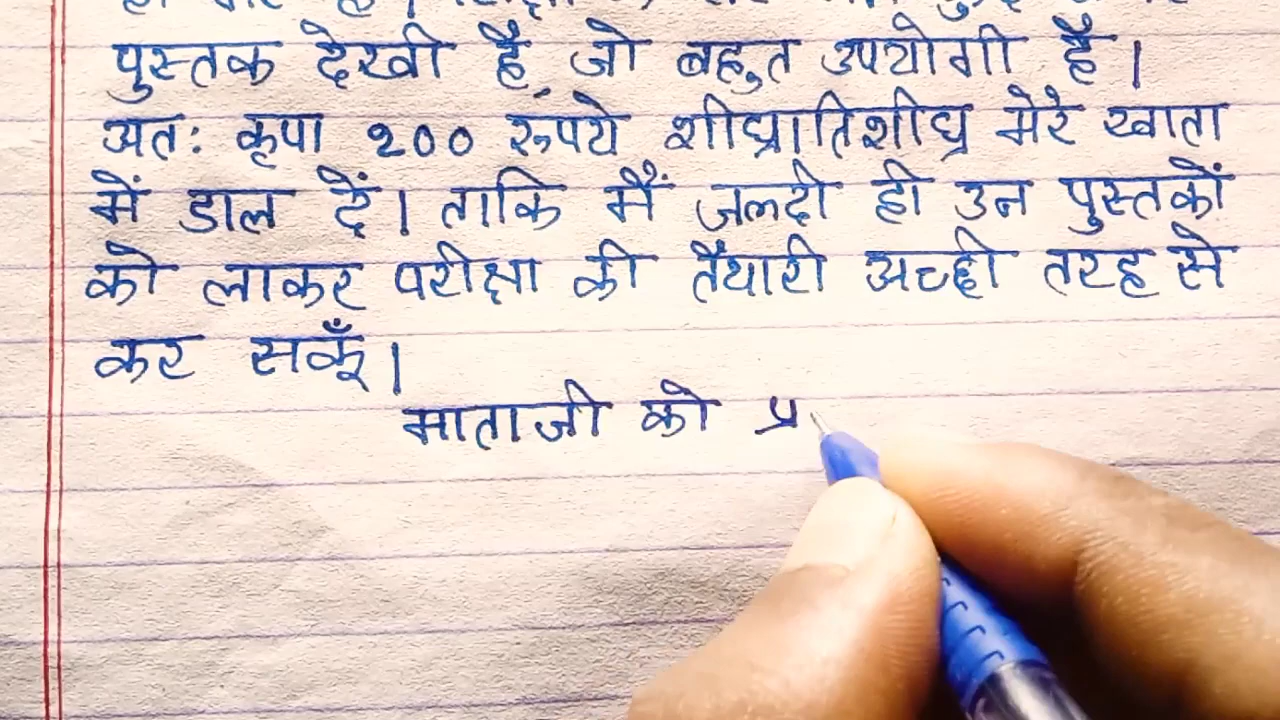 पुस्तक देखी है, जो बहुत उपयोगी है।
अतः कृपा 200 रूपये शीघ्रातिशीघ्र मेरे खाता
में डाल दें। ताकि मैं जल्दी ही उन पुस्तकों
को लाकर परीक्षा की तैयारी अच्छी तरह से
कर सकूँ।
माताजी को प्र